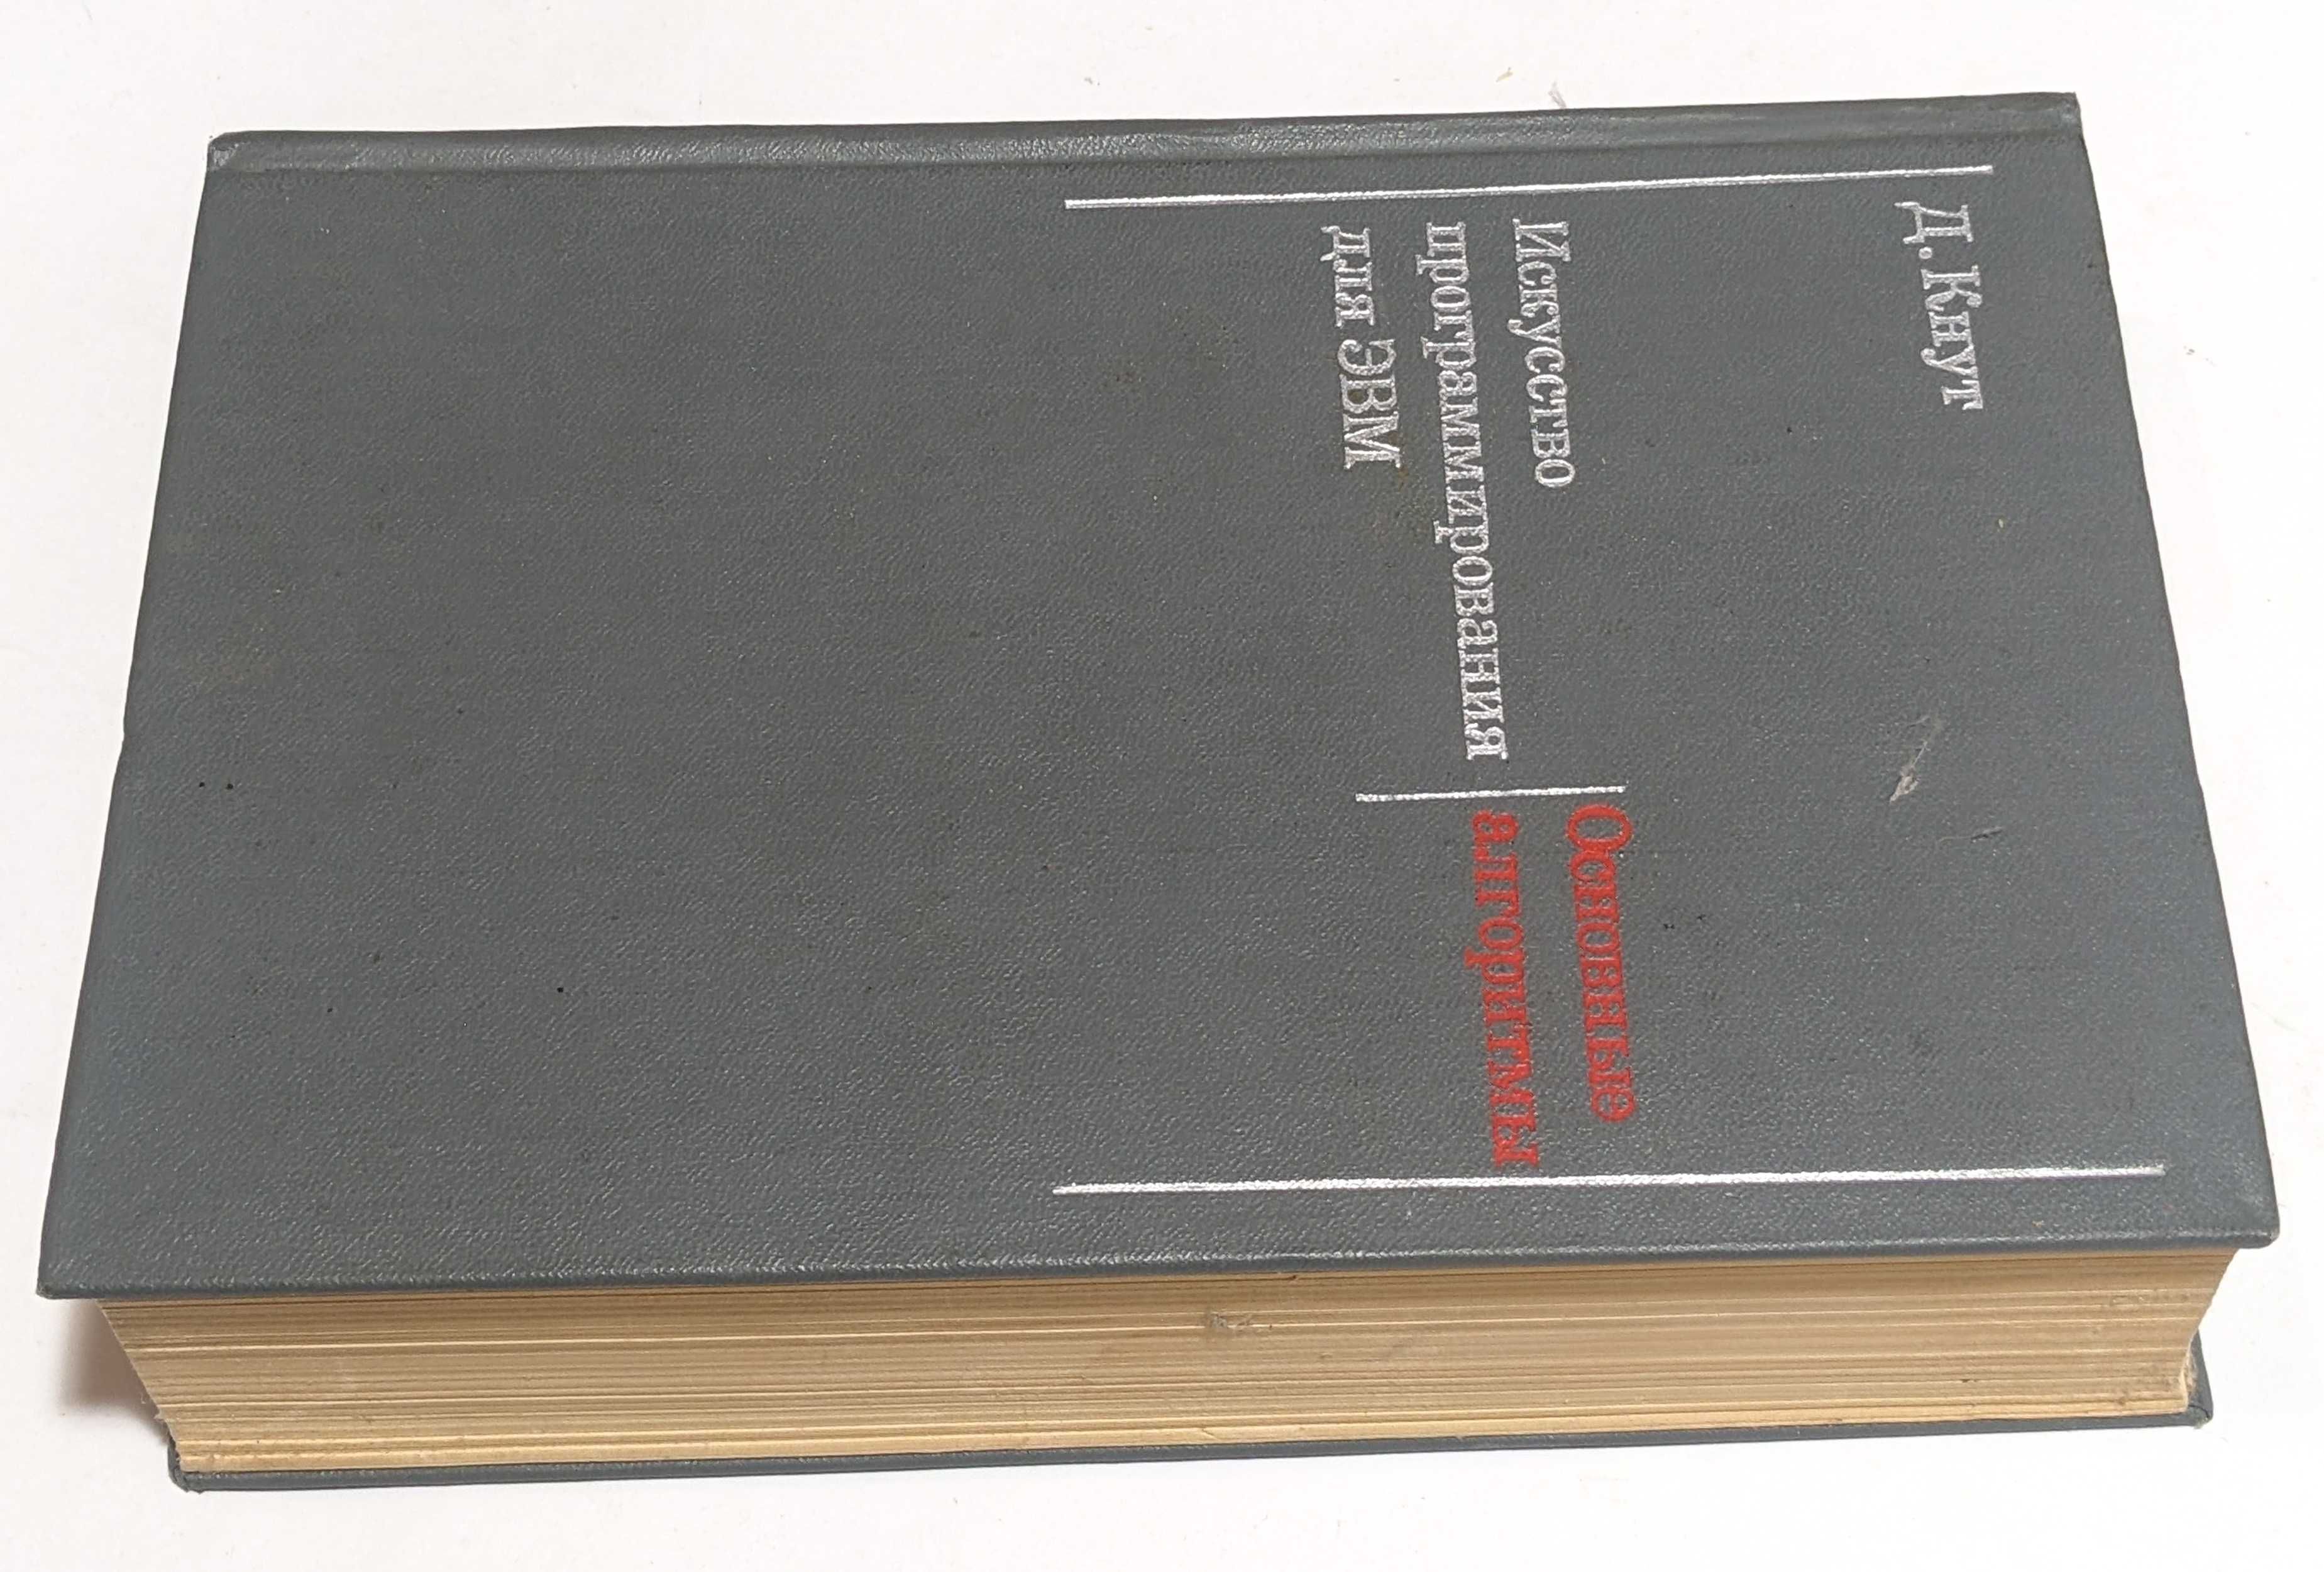 Д. Кнут
Искусство
программирования
для ЭВМ
Основные
алгоритмы